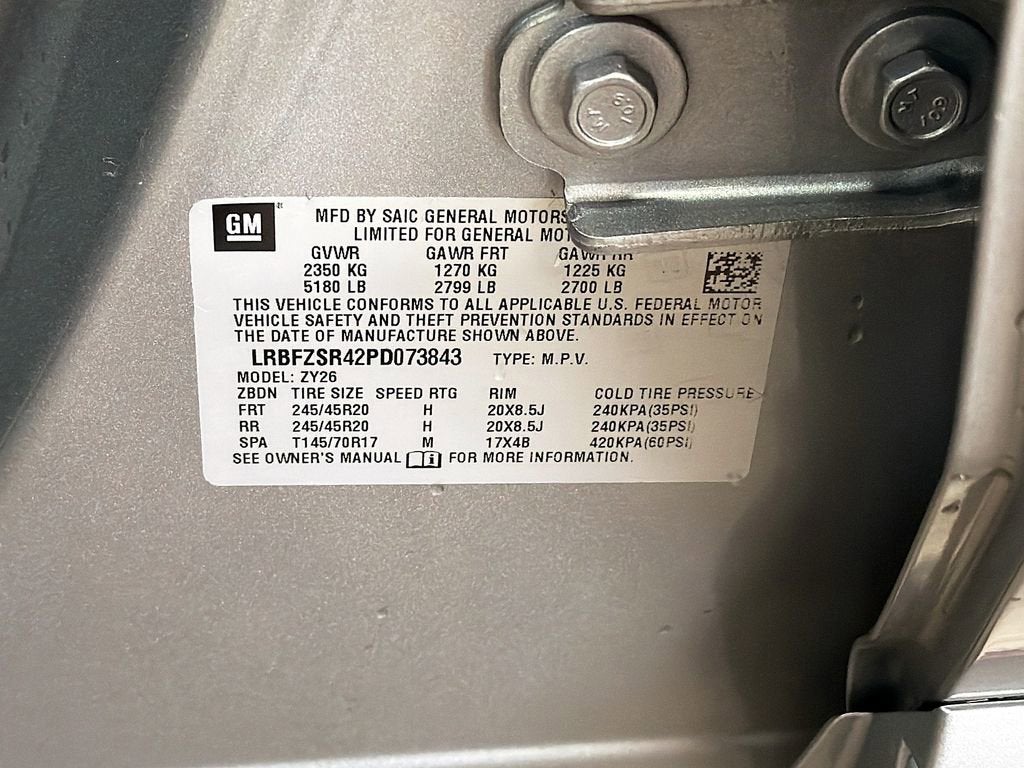 GM
MFD BY SAIC GENERAL MOTORS
LIMITED FOR GENERAL
GVWR GAWR FRT GAWR RR
2350 KG 1270 KG 1225 KG
5180 LB 2799 LB 2700 LB
THIS VEHICLE CONFORMS TO ALL APPLICABLE U.S. FEDERAL MOTOR
VEHICLE SAFETY AND THEFT PREVENTION STANDARDS IN EFFECT ON
THE DATE OF MANUFACTURE SHOWN ABOVE.
LRBFZSR42PD073843 TYPE: M.P.V.
MODEL: ZY26
ZBDN TIRE SIZE SPEED RTG RIM COLD TIRE PRESSURE
FRT 245/45R20 H 20X8.5J 240KPA(35PSI)
RR 245/45R20 H 20X8.5J 240KPA(35PSI)
SPA T145/70R17 M 17X4B 420KPA(60PSI)
SEE OWNER'S MANUAL FOR MORE INFORMATION.